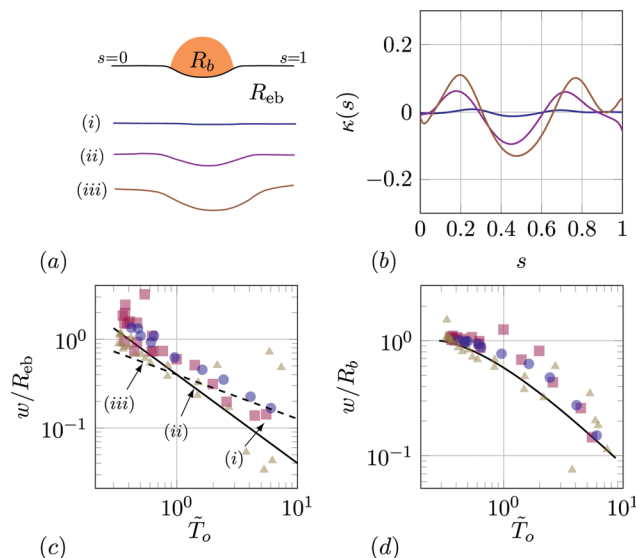 s=0
R_b
s=1
R_eb
(i)
(ii)
(iii)
(a)
0.2
0
−0.2
κ(s)
0 0.2 0.4 0.6 0.8 1
s
(b)
10^0
10^−1
w/R_eb
(iii)
(ii)
(i)
10^0
10^1
T̃_o
(c)
10^0
10^−1
w/R_b
10^0
10^1
T̃_o
(d)